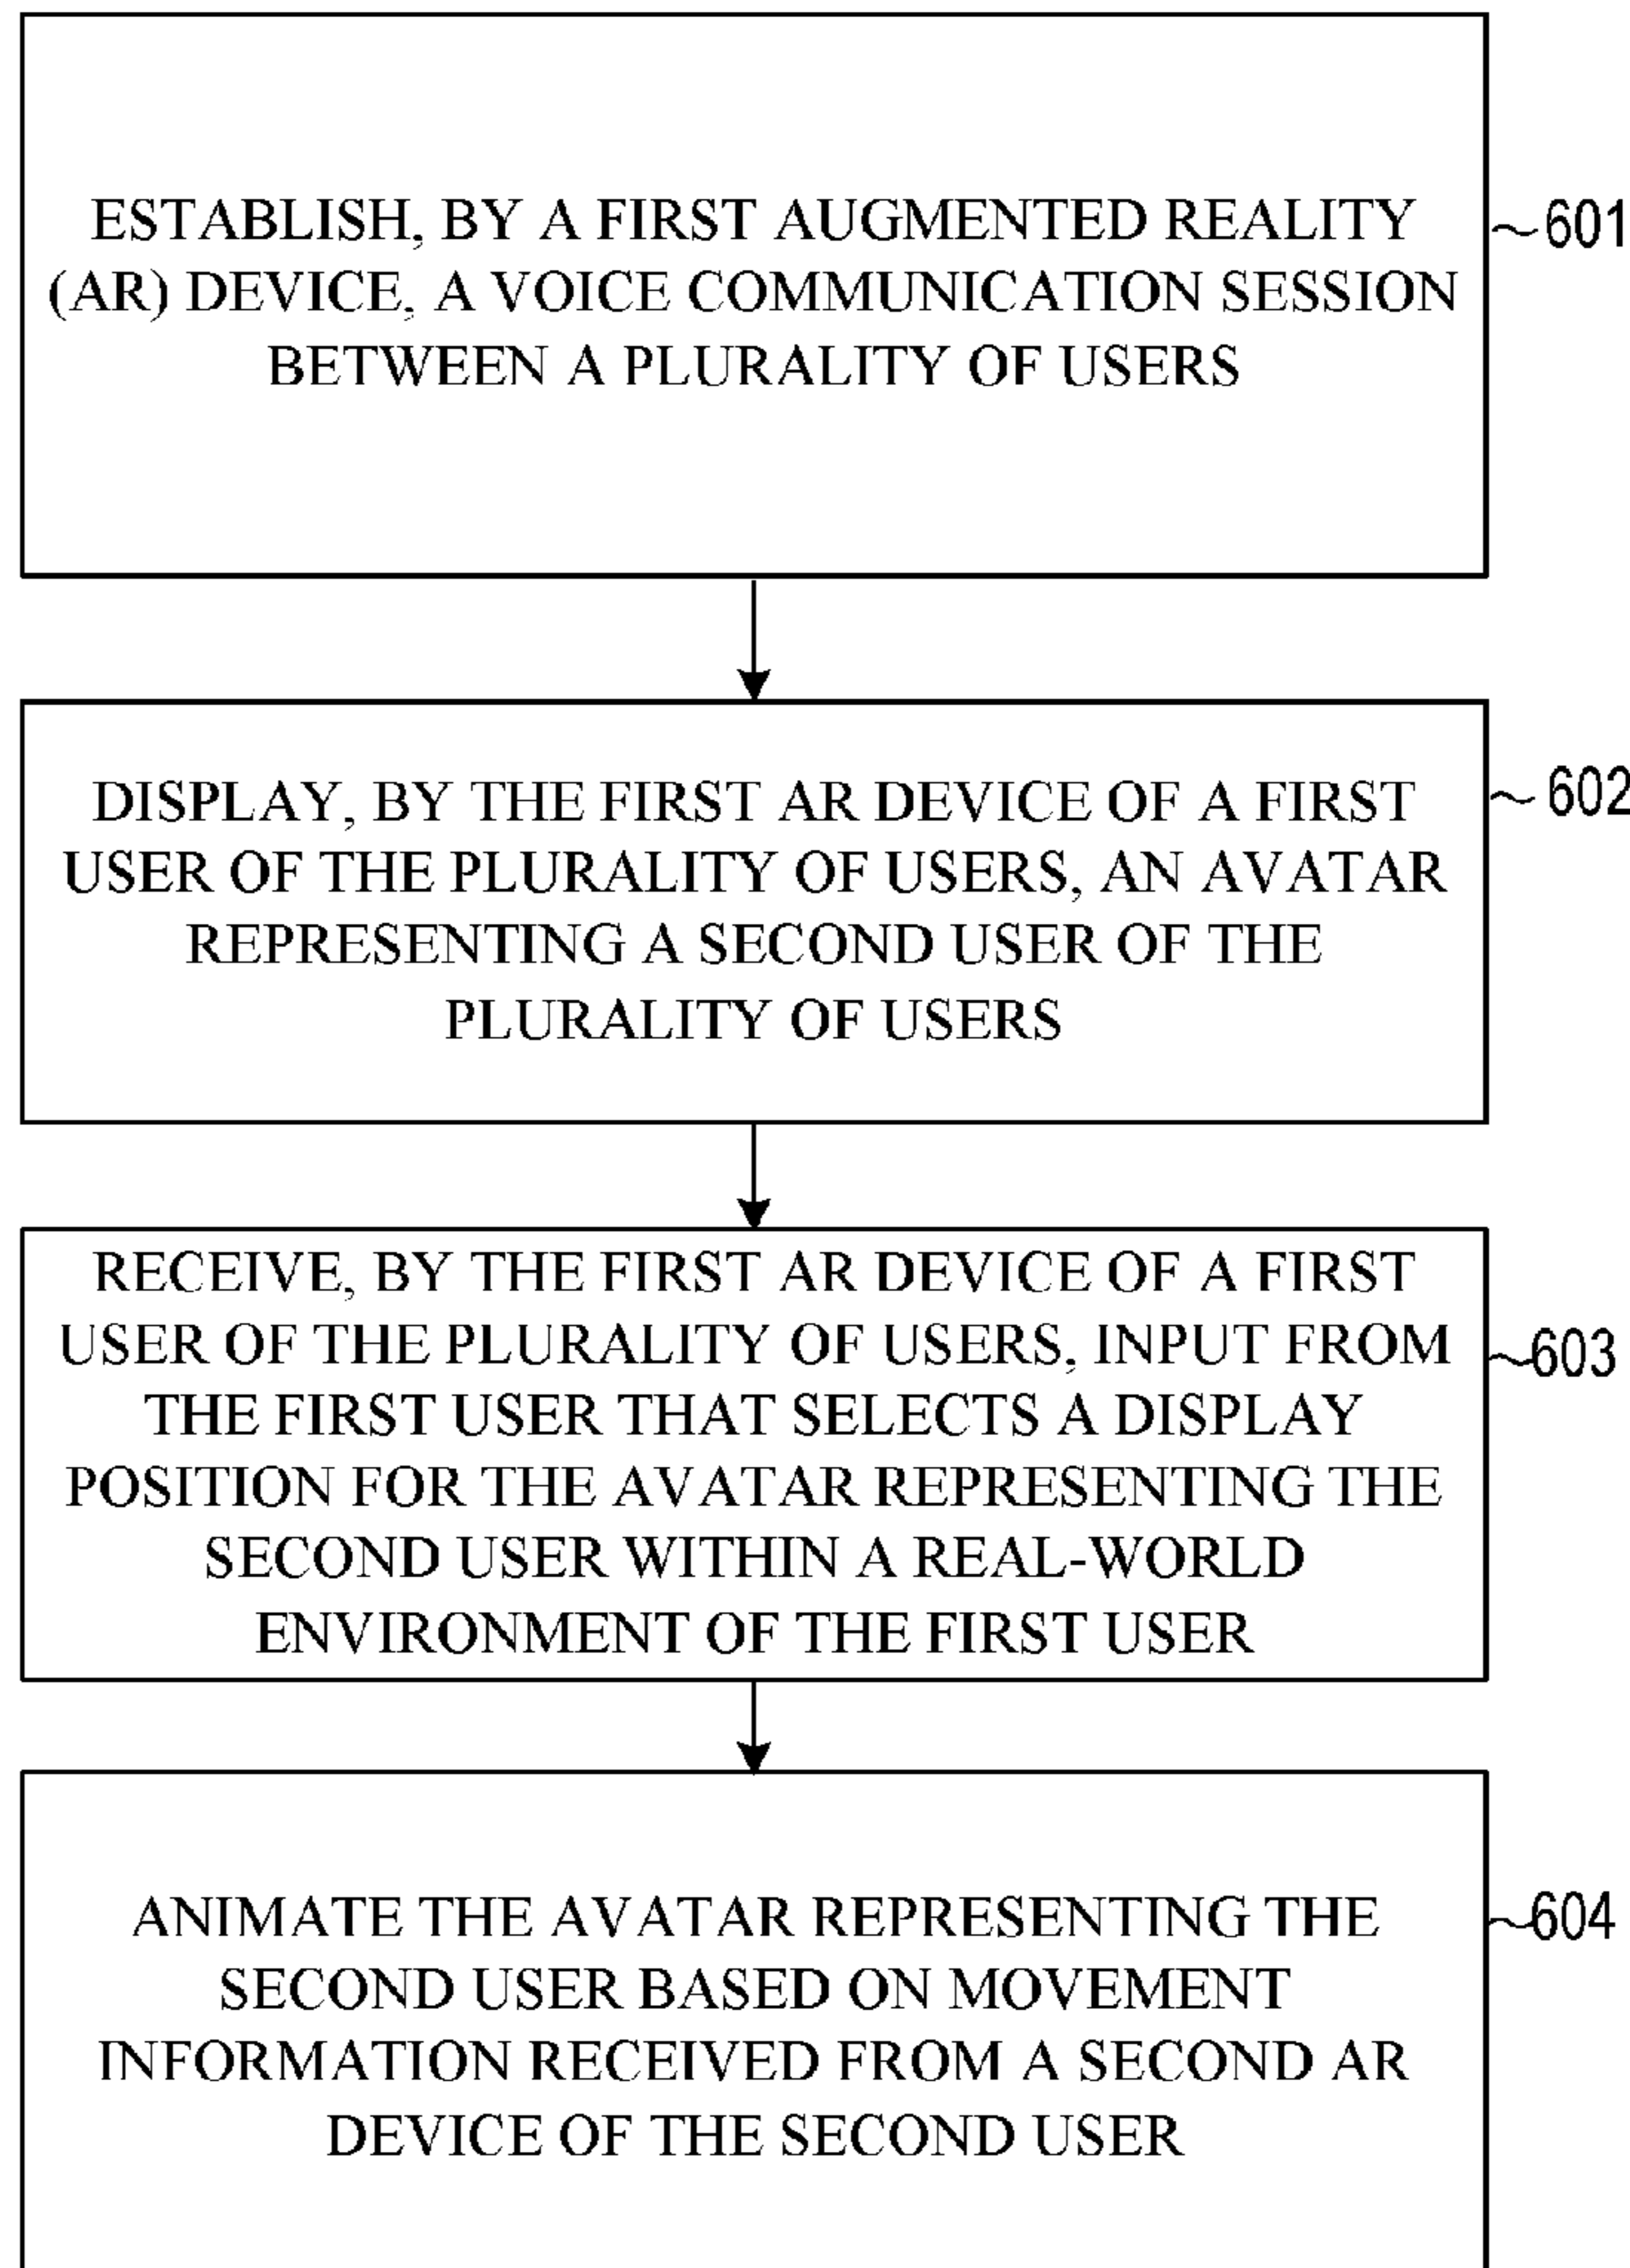 ESTABLISH, BY A FIRST AUGMENTED REALITY
(AR) DEVICE, A VOICE COMMUNICATION SESSION
BETWEEN A PLURALITY OF USERS
~601
DISPLAY, BY THE FIRST AR DEVICE OF A FIRST
USER OF THE PLURALITY OF USERS, AN AVATAR
REPRESENTING A SECOND USER OF THE
PLURALITY OF USERS
~602
RECEIVE, BY THE FIRST AR DEVICE OF A FIRST
USER OF THE PLURALITY OF USERS, INPUT FROM
THE FIRST USER THAT SELECTS A DISPLAY
POSITION FOR THE AVATAR REPRESENTING THE
SECOND USER WITHIN A REAL-WORLD
ENVIRONMENT OF THE FIRST USER
~603
ANIMATE THE AVATAR REPRESENTING THE
SECOND USER BASED ON MOVEMENT
INFORMATION RECEIVED FROM A SECOND AR
DEVICE OF THE SECOND USER
~604